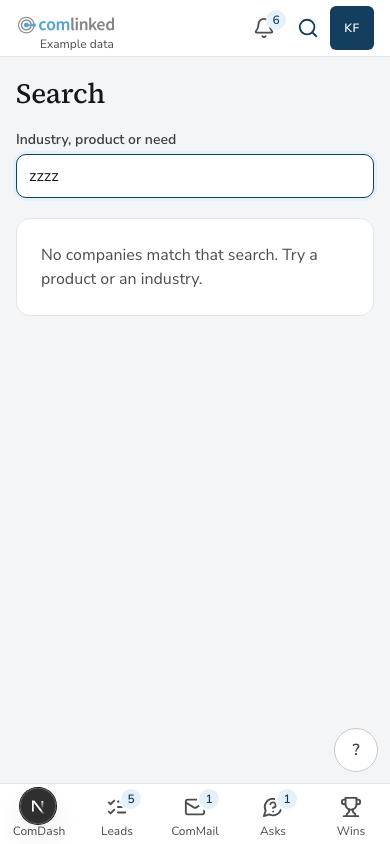 comlinked
Example data
6
KF
Search
Industry, product or need
zzzz
No companies match that search. Try a
product or an industry.
?
N
5
1
1
ComDash
Leads
ComMail
Asks
Wins